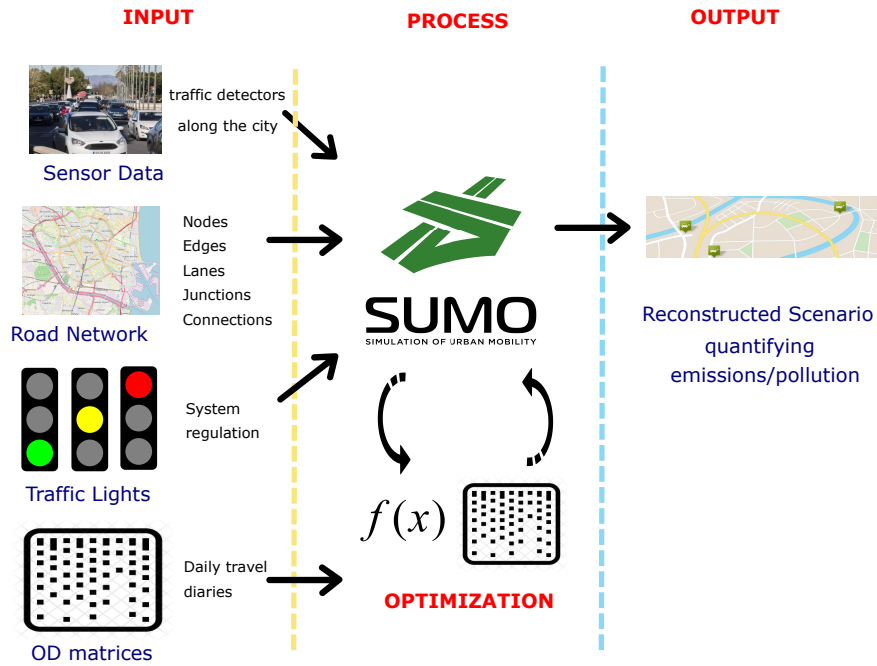 INPUT
PROCESS
OUTPUT
traffic detectors
along the city
Sensor Data
Nodes
Edges
Lanes
Junctions
Connections
Road Network
SUMO
SIMULATION OF URBAN MOBILITY
Reconstructed Scenario
quantifying
emissions/pollution
System
regulation
Traffic Lights
f(x)
Daily travel
diaries
OPTIMIZATION
OD matrices